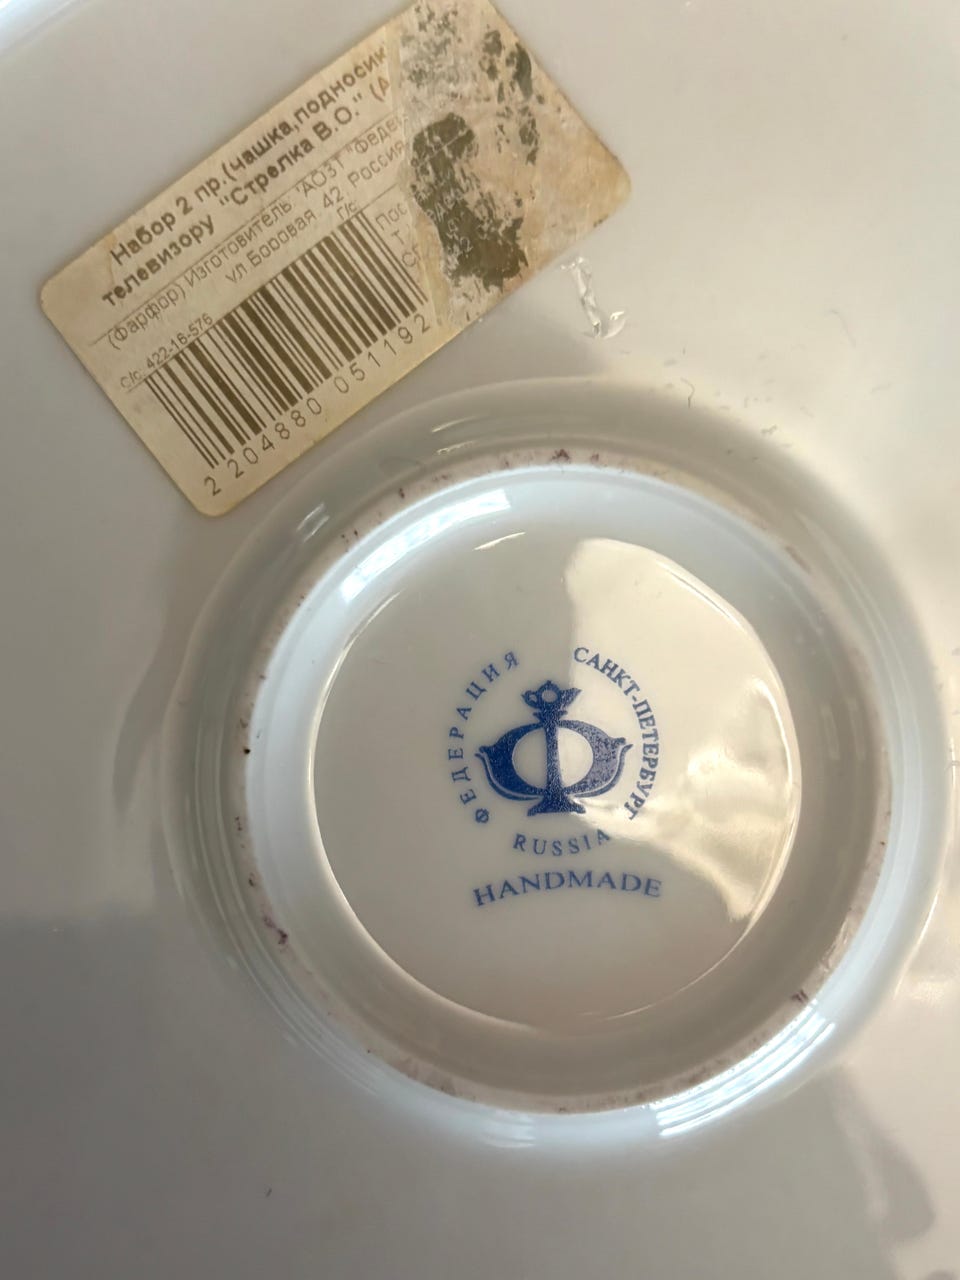 Набор 2 пр.(чашка,подносик
телевизору "Стрелка В.О." (А
(Фарфор) Изготовитель "АОЗТ "Феде
ул Боровая 42 Россия
Г/с
с/с: 422-16-576
2 204880 051192
ФЕДЕРАЦИЯ
САНКТ-ПЕТЕРБУРГ
RUSSIA
HANDMADE